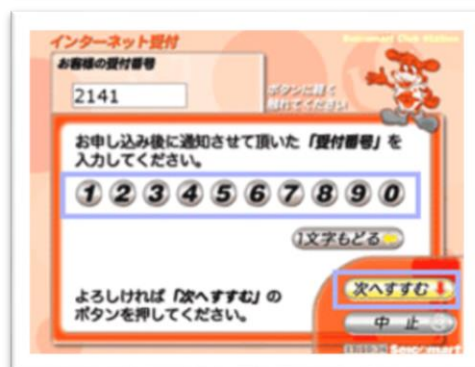 インターネット受付
Seicomart Club Station
お客様の受付番号
2141
ボタンに軽く
触れてください
お申し込み後に通知させて頂いた「受付番号」を
入力してください。
1 2 3 4 5 6 7 8 9 0
1文字もどる
よろしければ「次へすすむ」の
ボタンを押してください。
次へすすむ
中 止
Seicomart